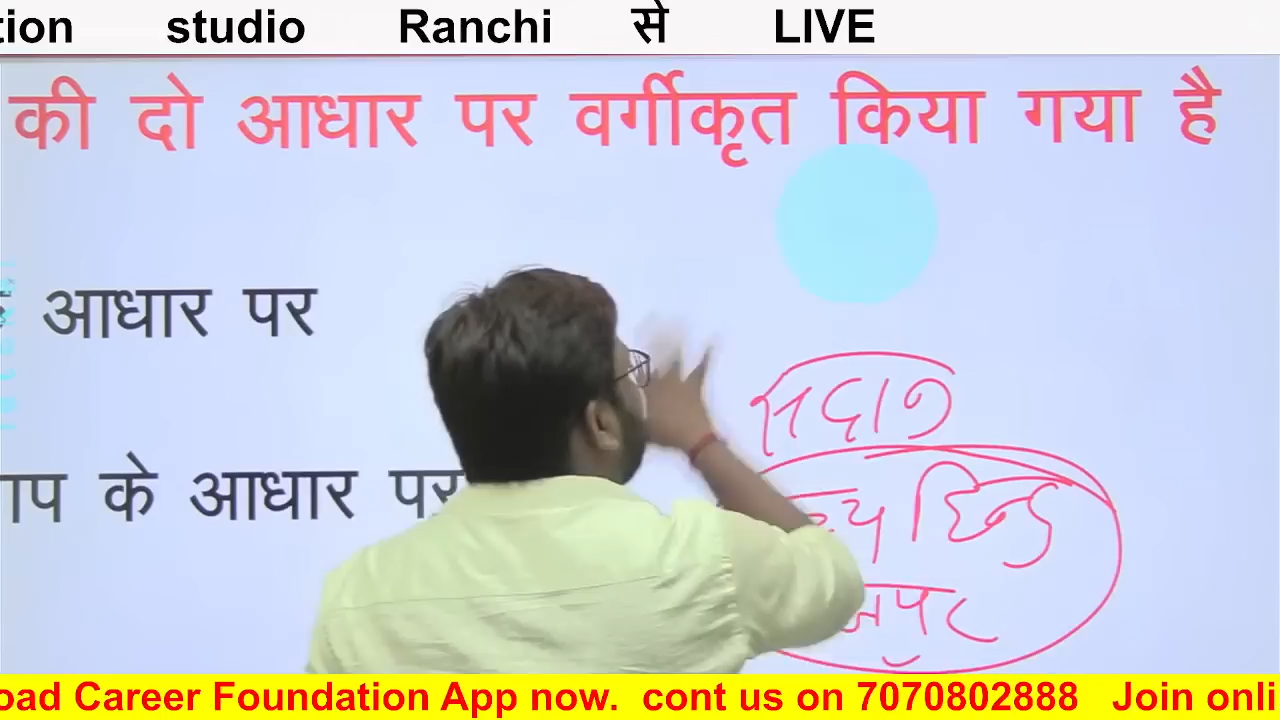 tion studio Ranchi से LIVE
की दो आधार पर वर्गीकृत किया गया है
आधार पर
ाप के आधार पर
oad Career Foundation App now. cont us on 7070802888 Join onli